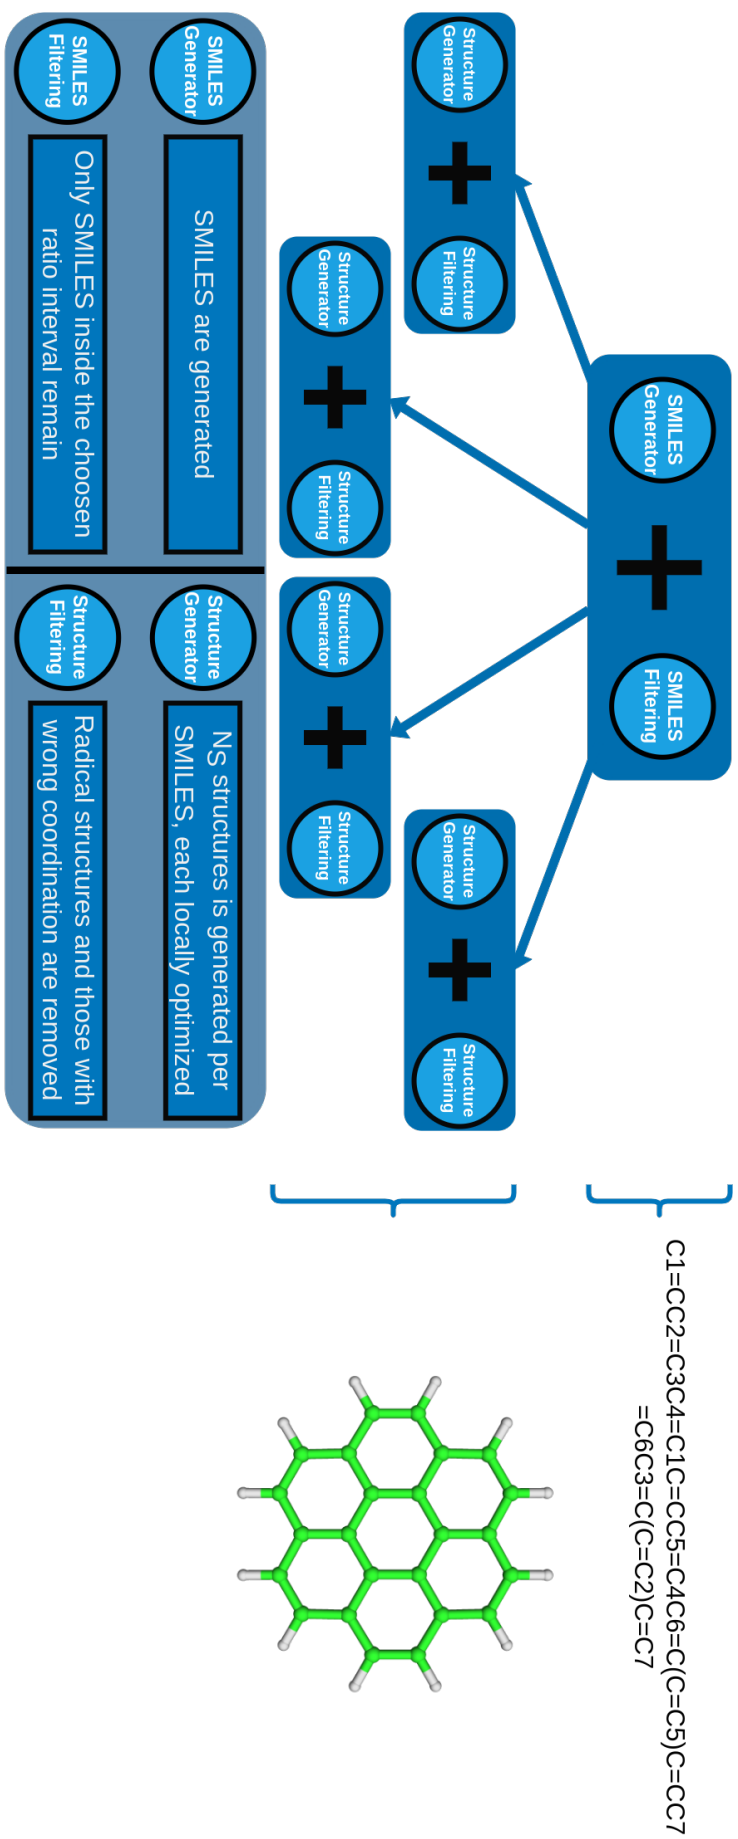 SMILES
Generator
SMILES
Filtering
C1=CC2=C3C4=C1C=CC5=C4C6=C(C=C5)C=CC7
=C6C3=C(C=C2)C=C7
Structure
Generator
Structure
Filtering
Structure
Generator
Structure
Filtering
Structure
Generator
Structure
Filtering
Structure
Generator
Structure
Filtering
SMILES
Generator
SMILES are generated
SMILES
Filtering
Only SMILES inside the choosen
ratio interval remain
Structure
Generator
NS structures is generated per
SMILES, each locally optimized
Structure
Filtering
Radical structures and those with
wrong coordination are removed